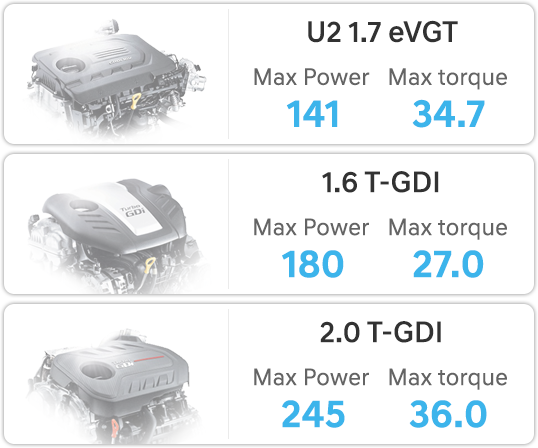 U2 1.7 eVGT
Max Power Max torque
141 34.7
Turbo
GDi
1.6 T-GDI
Max Power Max torque
180 27.0
2.0 T-GDI
Max Power Max torque
245 36.0